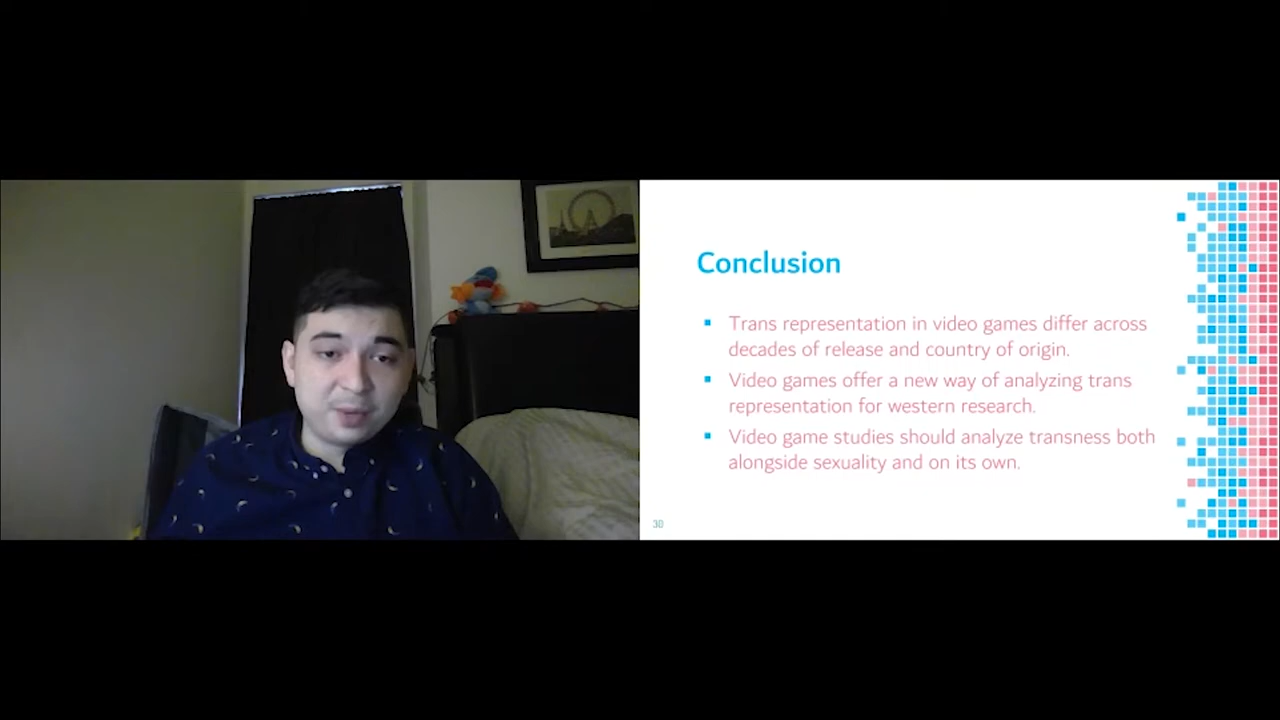 Conclusion
Trans representation in video games differ across
decades of release and country of origin.
Video games offer a new way of analyzing trans
representation for western research.
Video game studies should analyze transness both
alongside sexuality and on its own.
30